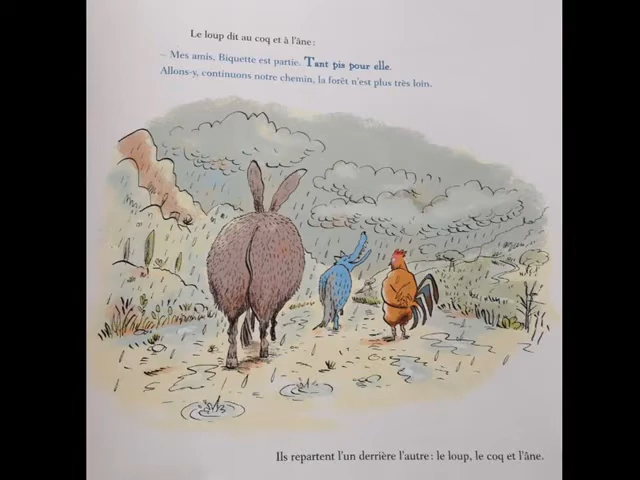 Le loup dit au coq et à l'âne :
– Mes amis, Biquette est partie. Tant pis pour elle.
Allons-y, continuons notre chemin, la forêt n'est plus très loin.
Ils repartent l'un derrière l'autre : le loup, le coq et l'âne.